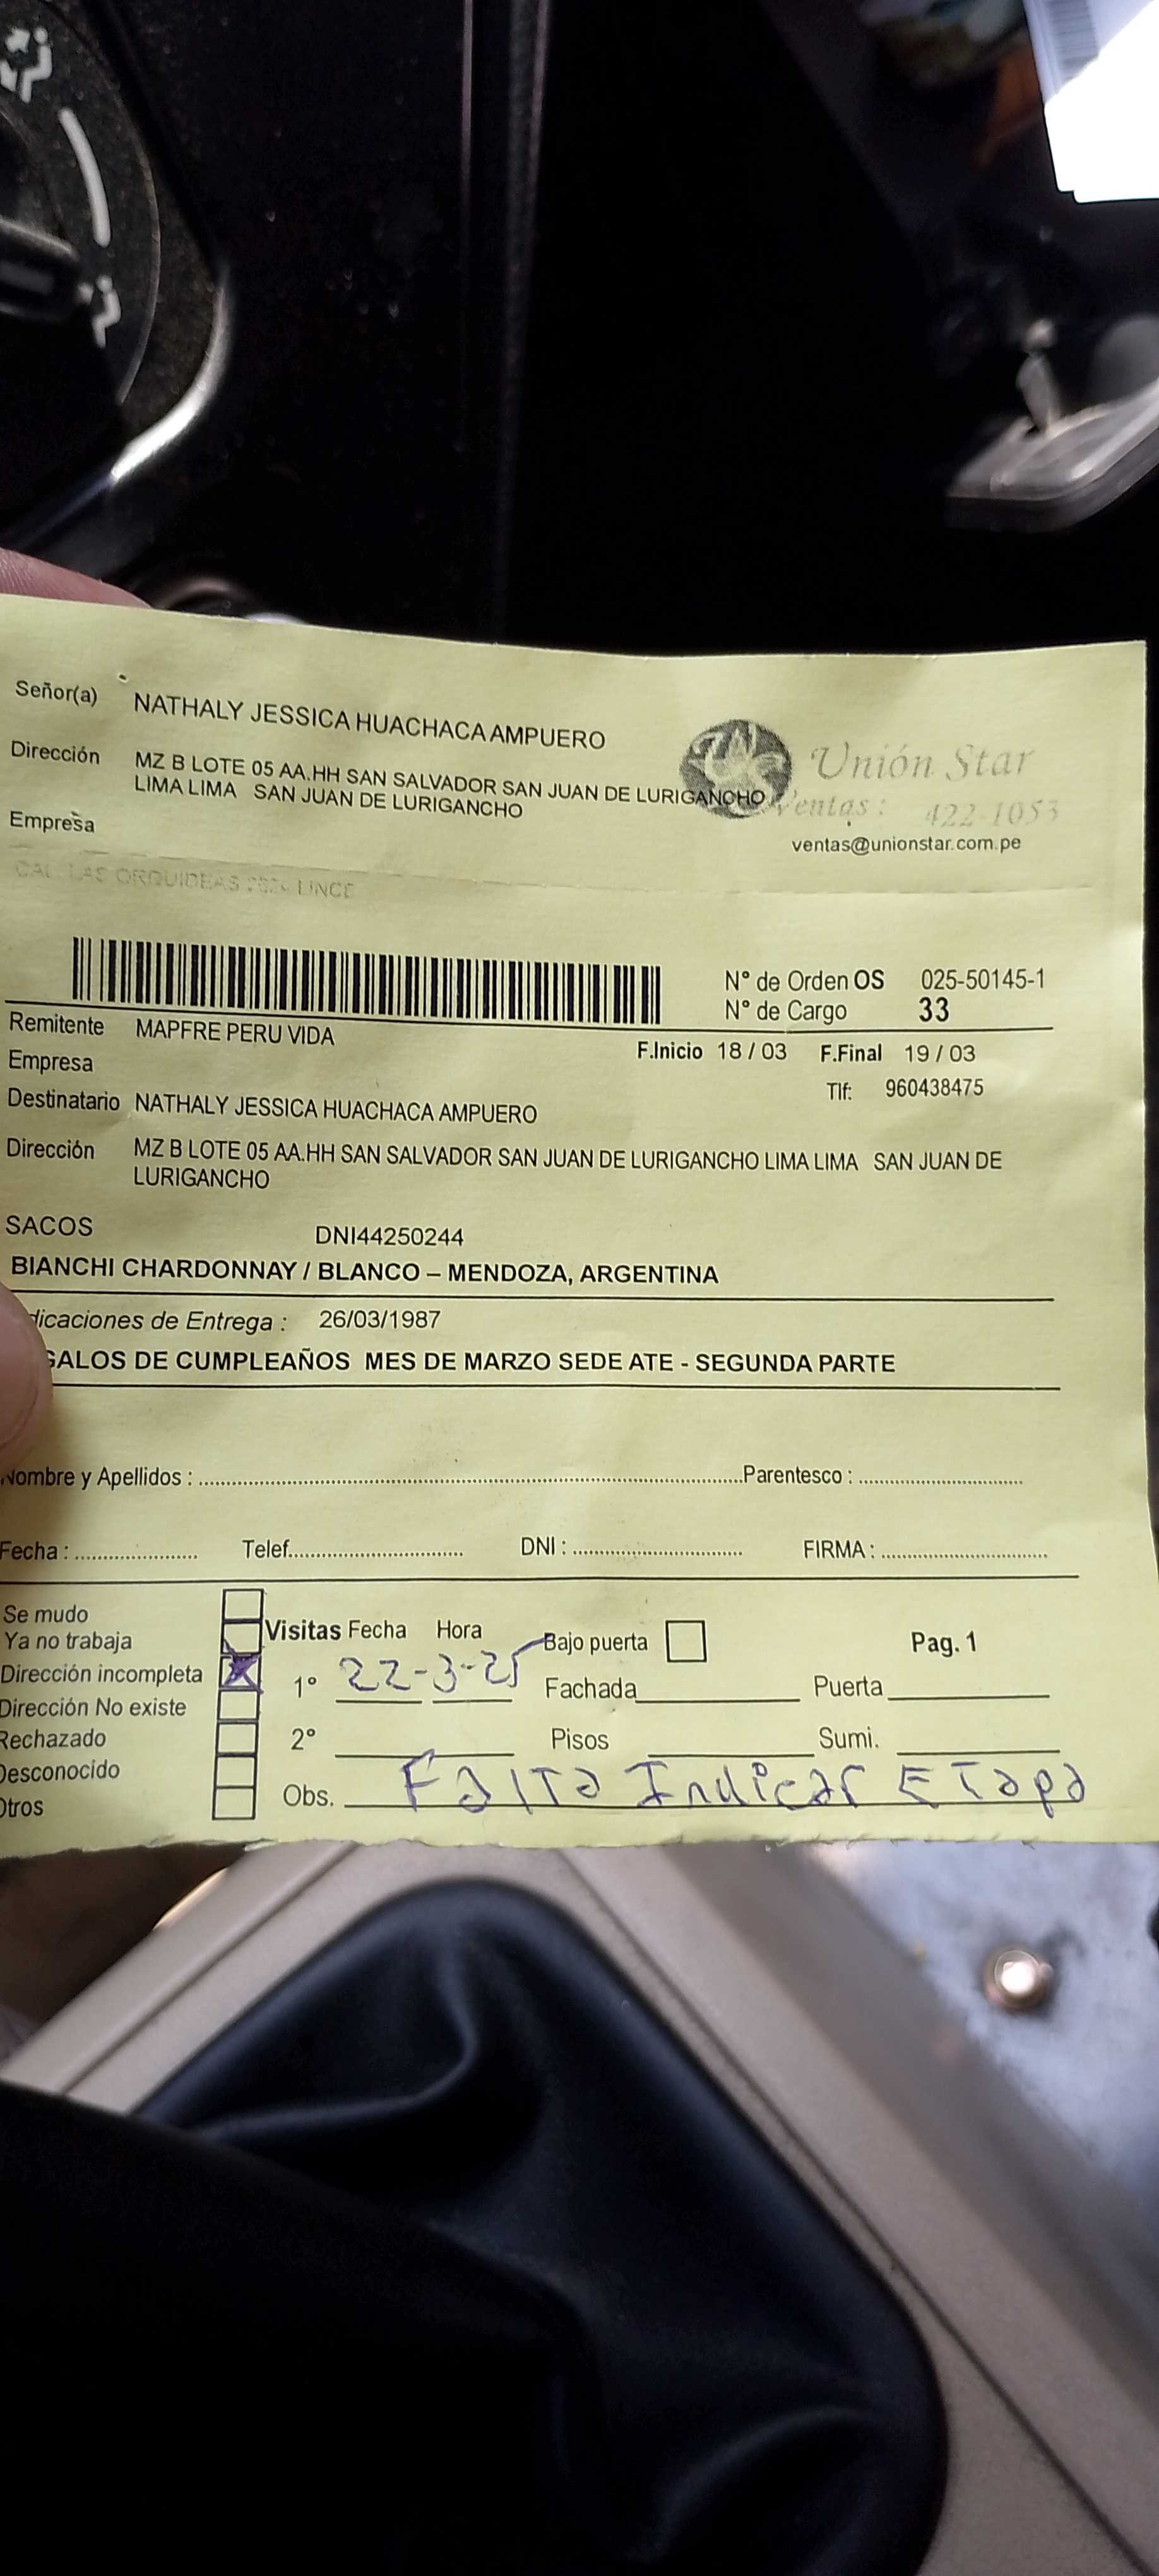 Señor(a) NATHALY JESSICA HUACHACA AMPUERO
Dirección MZ B LOTE 05 AA.HH SAN SALVADOR SAN JUAN DE LURIGANCHO
LIMA LIMA SAN JUAN DE LURIGANCHO
Empresa
Unión Star
Ventas: 422-1053
ventas@unionstar.com.pe
CAL. LAS ORQUIDEAS LINCE
N° de Orden OS 025-50145-1
N° de Cargo 33
Remitente MAPFRE PERU VIDA
F.Inicio 18 / 03 F.Final 19 / 03
Empresa
Tlf: 960438475
Destinatario NATHALY JESSICA HUACHACA AMPUERO
Dirección MZ B LOTE 05 AA.HH SAN SALVADOR SAN JUAN DE LURIGANCHO LIMA LIMA SAN JUAN DE
LURIGANCHO
SACOS DNI44250244
BIANCHI CHARDONNAY / BLANCO – MENDOZA, ARGENTINA
dicaciones de Entrega : 26/03/1987
GALOS DE CUMPLEAÑOS MES DE MARZO SEDE ATE - SEGUNDA PARTE
Nombre y Apellidos : Parentesco :
Fecha : Telef. DNI : FIRMA :
Se mudo
Ya no trabaja
Dirección incompleta
Dirección No existe
Rechazado
Desconocido
Otros
Visitas Fecha Hora Bajo puerta Pag. 1
1° 22-3-25 Fachada Puerta
2° Pisos Sumi.
Obs. Falta Indicar Etapa